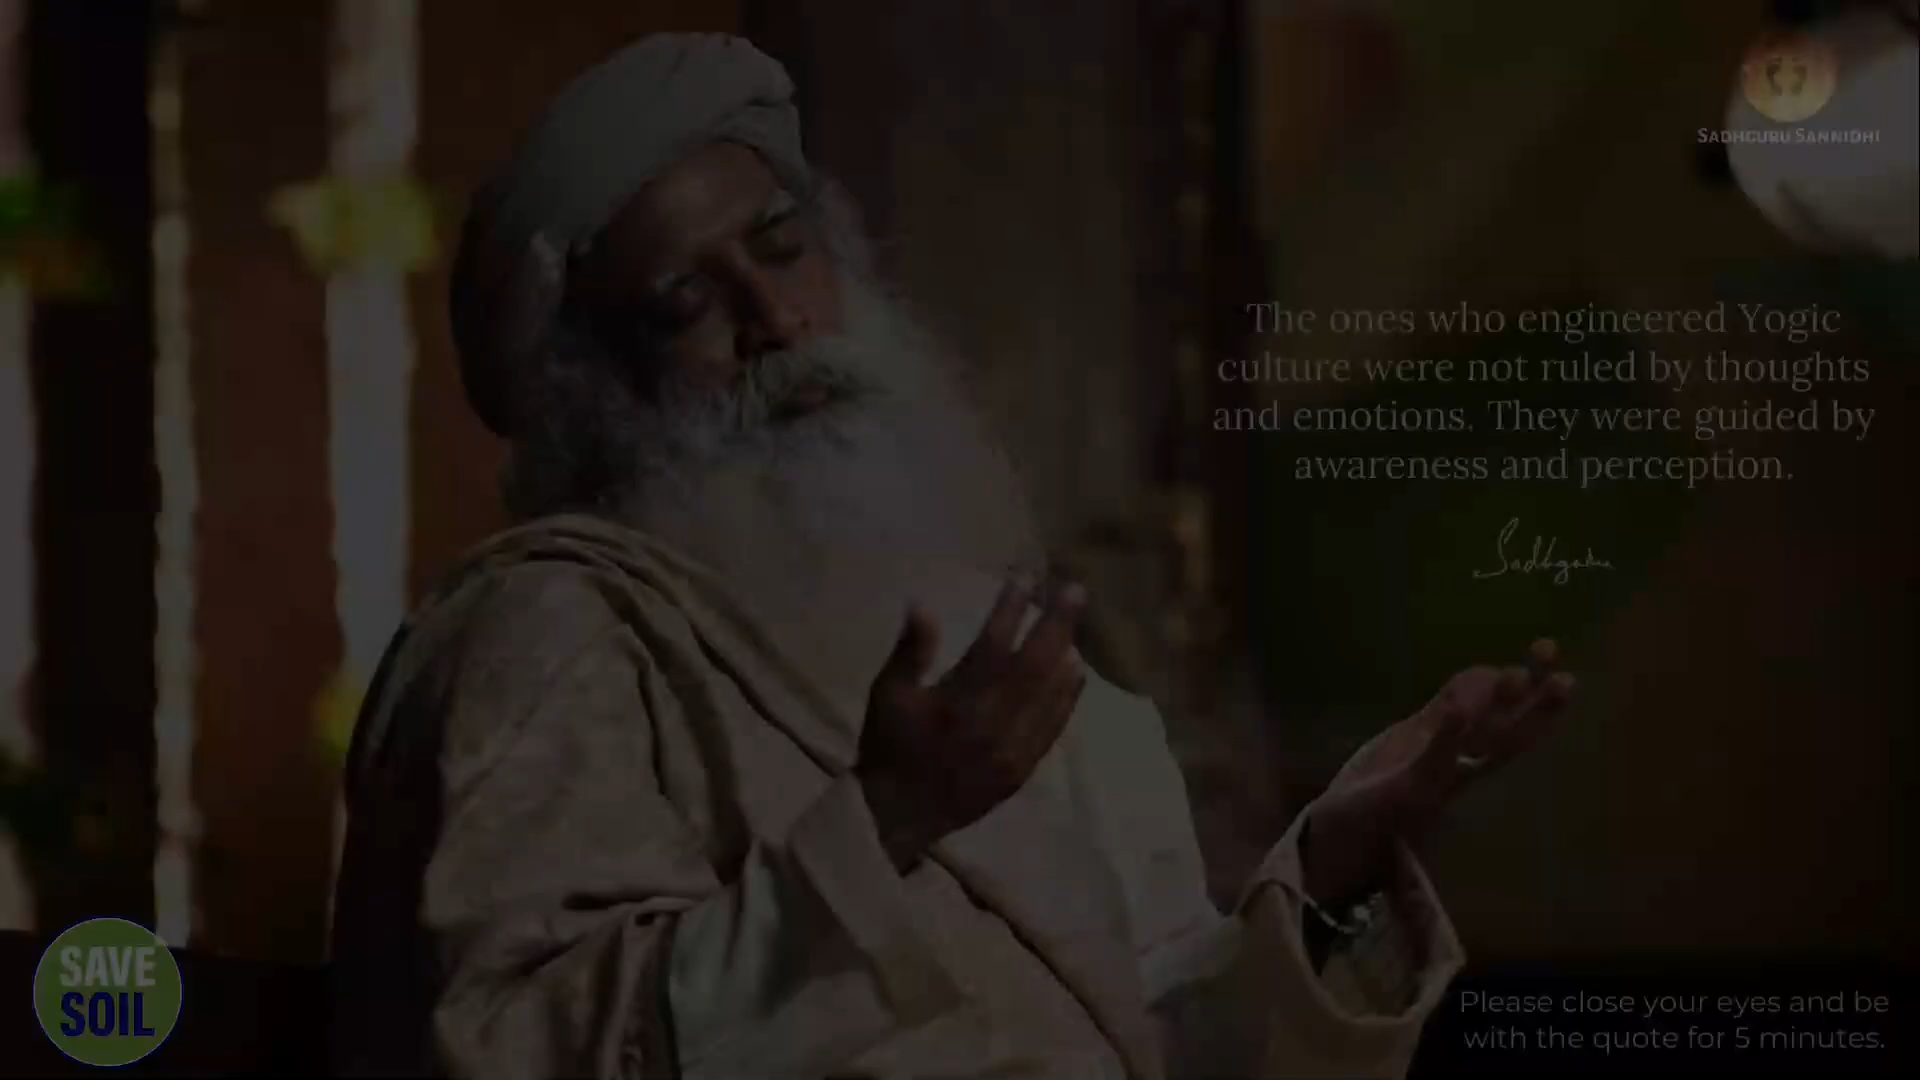 SADHGURU SANNIDHI
The ones who engineered Yogic
culture were not ruled by thoughts
and emotions. They were guided by
awareness and perception.
Sadhguru
SAVE
SOIL
Please close your eyes and be
with the quote for 5 minutes.